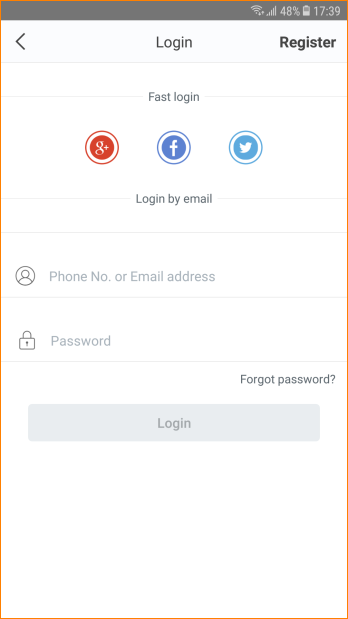 48% 17:39
Login Register
Fast login
g+ f
Login by email
Phone No. or Email address
Password
Forgot password?
Login